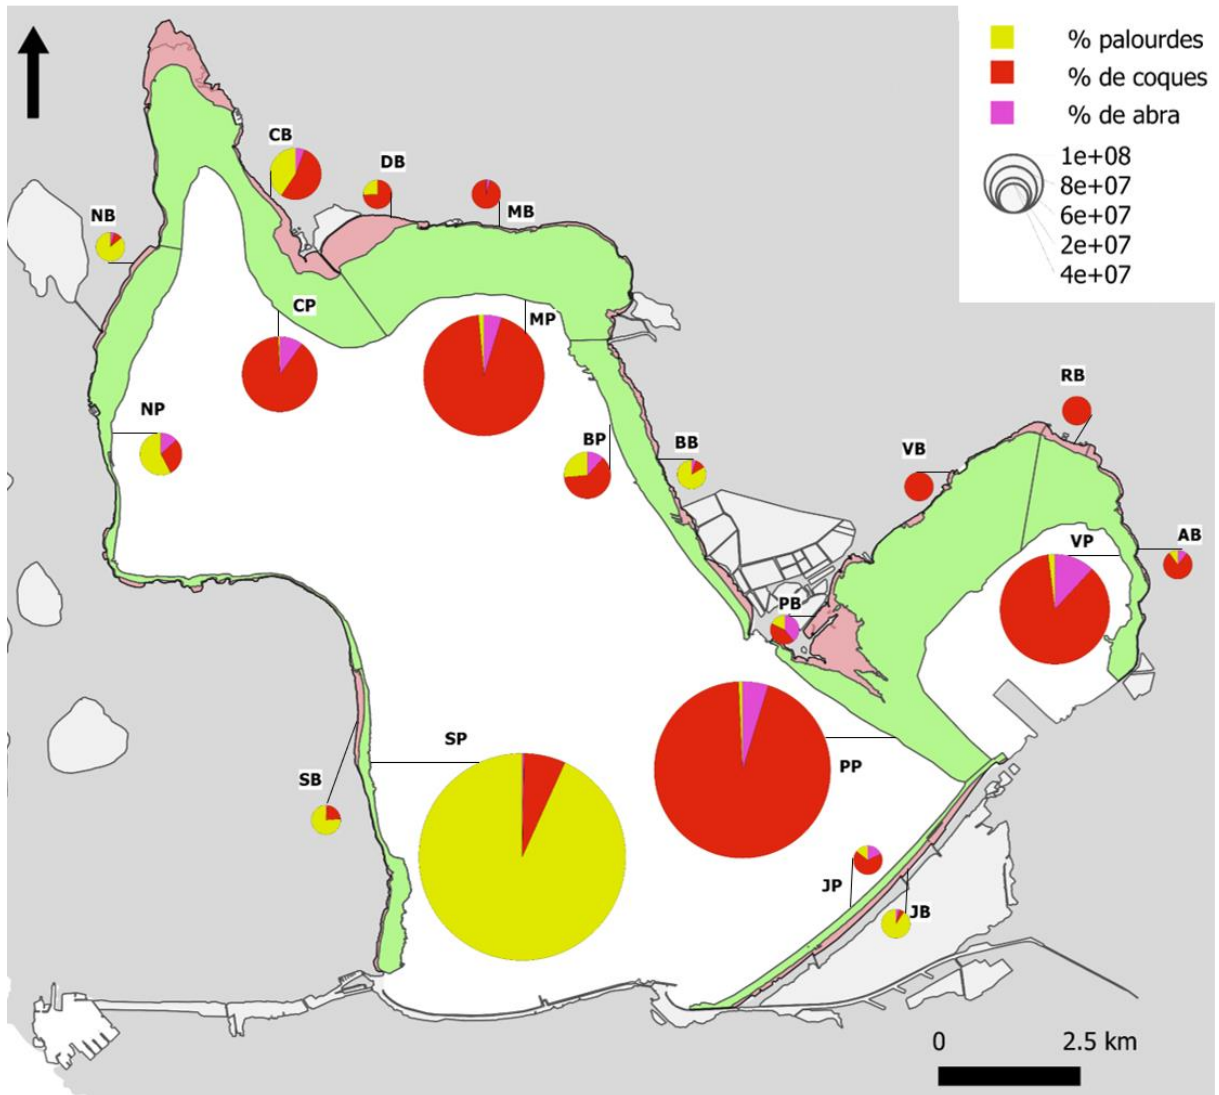 % palourdes
% de coques
% de abra
1e+08
8e+07
6e+07
2e+07
4e+07
CB
DB
MB
NB
CP
MP
RB
NP
BP
BB
VB
VP
AB
PB
SP
PP
SB
JP
JB
0 2.5 km